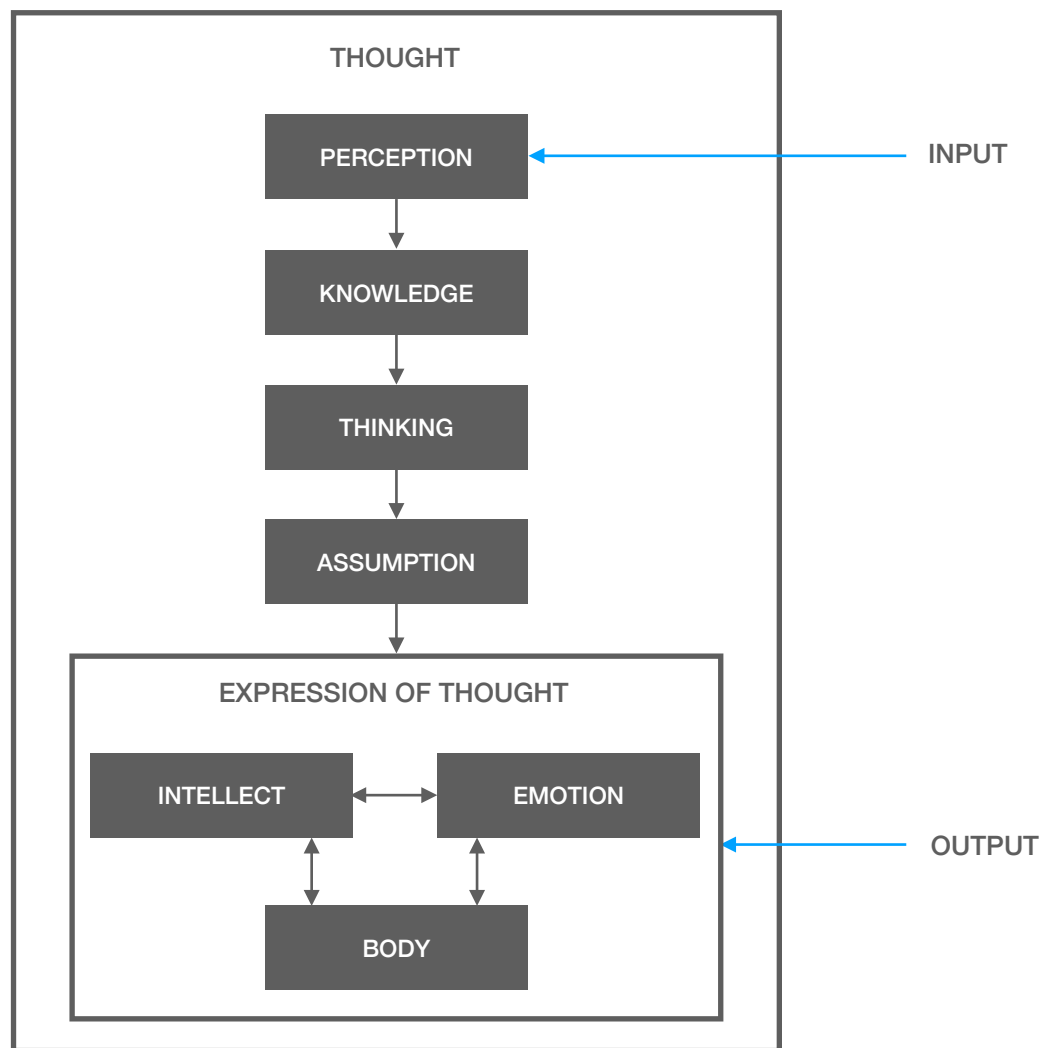 THOUGHT
PERCEPTION
INPUT
KNOWLEDGE
THINKING
ASSUMPTION
EXPRESSION OF THOUGHT
INTELLECT
EMOTION
OUTPUT
BODY